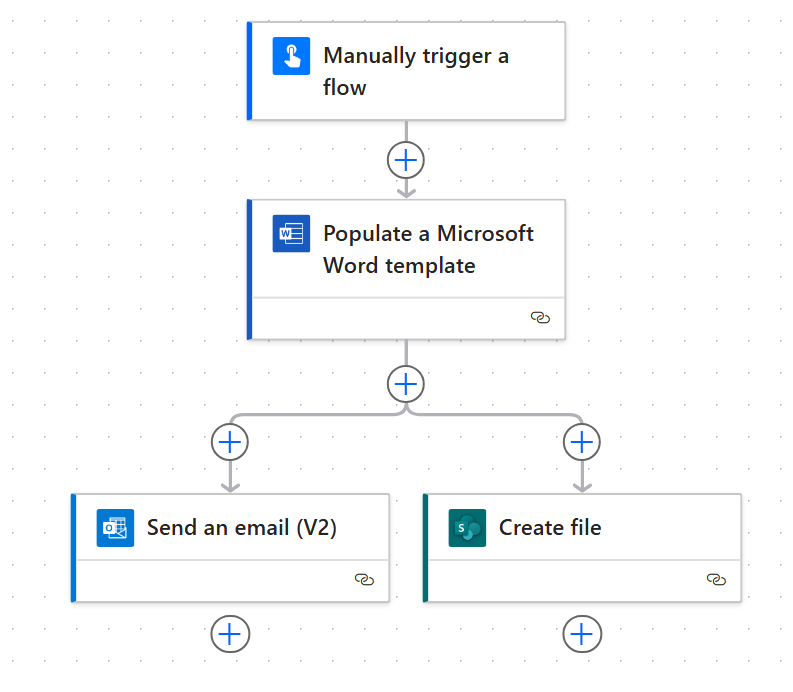 Manually trigger a
flow
Populate a Microsoft
Word template
Send an email (V2)
Create file